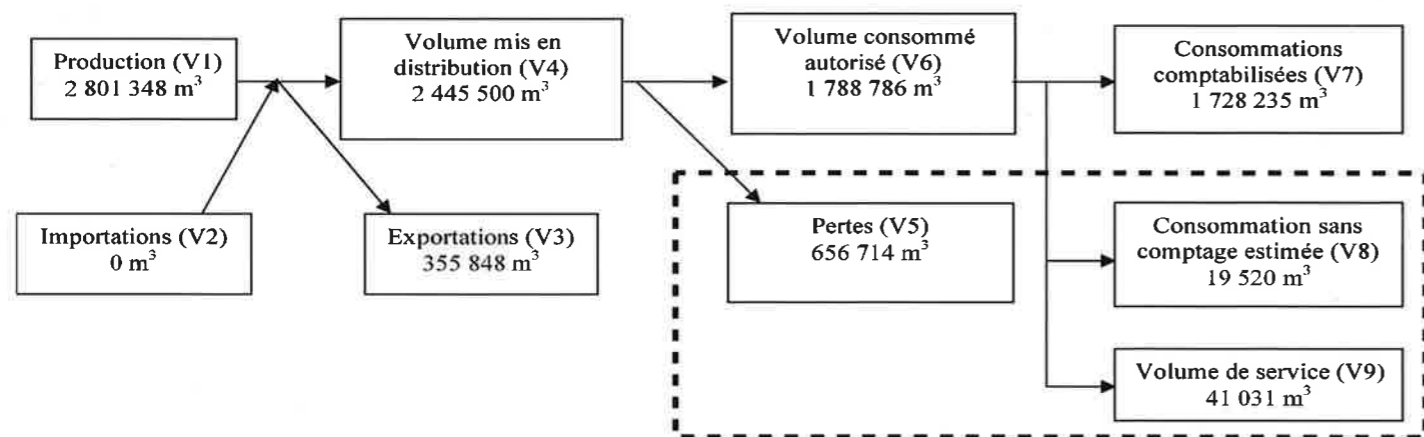 Production (V1)
2 801 348 m³
Volume mis en
distribution (V4)
2 445 500 m³
Volume consommé
autorisé (V6)
1 788 786 m³
Consommations
comptabilisées (V7)
1 728 235 m³
Importations (V2)
0 m³
Exportations (V3)
355 848 m³
Pertes (V5)
656 714 m³
Consommation sans
comptage estimée (V8)
19 520 m³
Volume de service (V9)
41 031 m³